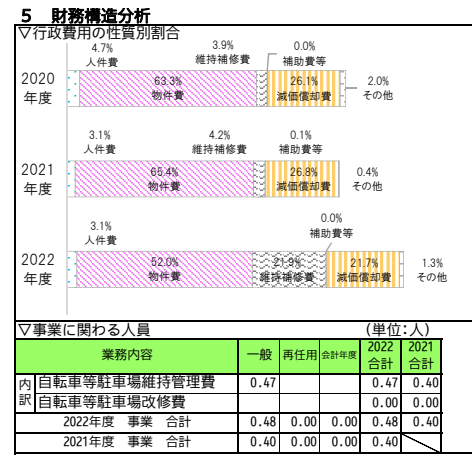 5 財務構造分析
▽行政費用の性質別割合
4.7% 3.9% 0.0%
人件費 維持補修費 補助費等
2020 63.3% 26.1% 2.0%
年度 物件費 減価償却費 その他
3.1% 4.2% 0.1%
人件費 維持補修費 補助費等
2021 65.4% 26.8% 0.4%
年度 物件費 減価償却費 その他
3.1% 0.0%
人件費 補助費等
2022 52.0% 21.9% 21.7% 1.3%
年度 物件費 維持補修費 減価償却費 その他
▽事業に関わる人員 (単位:人)
業務内容 一般 再任用 会計年度 2022合計 2021合計
内訳 自転車等駐車場維持管理費 0.47 0.47 0.40
自転車等駐車場改修費 0.00 0.00
2022年度 事業 合計 0.48 0.00 0.00 0.48 0.40
2021年度 事業 合計 0.40 0.00 0.00 0.40